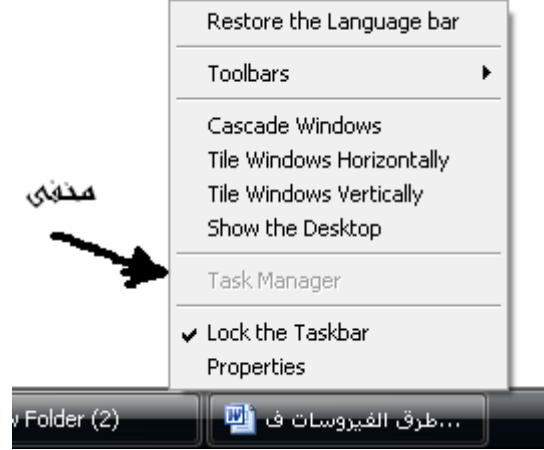 Restore the Language bar
Toolbars
Cascade Windows
Tile Windows Horizontally
Tile Windows Vertically
Show the Desktop
منفى
Task Manager
Lock the Taskbar
Properties
w Folder (2)
طرق الفيروسات ف...